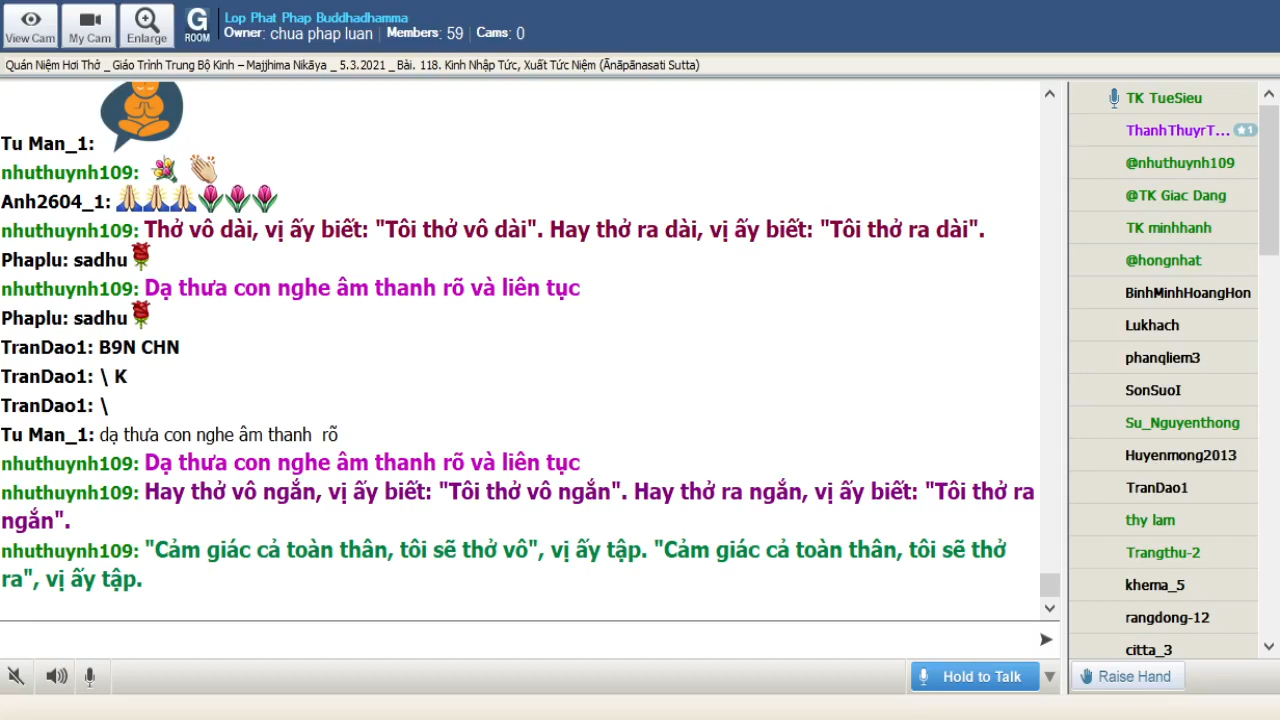 View Cam
My Cam
Enlarge
G
ROOM
Lop Phat Phap Buddhadhamma
Owner: chua pháp luan | Members: 59 | Cams: 0
Quán Niệm Hơi Thở _ Giáo Trình Trung Bộ Kinh – Majjhima Nikāya _ 5.3.2021 _Bài. 118. Kinh Nhập Tức, Xuất Tức Niệm (Ānāpānasati Sutta)
Tu Man_1:
nhuthuynh109:
Anh2604_1:
nhuthuynh109: Thở vô dài, vị ấy biết: "Tôi thở vô dài". Hay thở ra dài, vị ấy biết: "Tôi thở ra dài".
Phaplu: sadhu
nhuthuynh109: Dạ thưa con nghe âm thanh rõ và liên tục
Phaplu: sadhu
TranDao1: B9N CHN
TranDao1: \ K
TranDao1: \
Tu Man_1: dạ thưa con nghe âm thanh rõ
nhuthuynh109: Dạ thưa con nghe âm thanh rõ và liên tục
nhuthuynh109: Hay thở vô ngắn, vị ấy biết: "Tôi thở vô ngắn". Hay thở ra ngắn, vị ấy biết: "Tôi thở ra
ngắn".
nhuthuynh109: "Cảm giác cả toàn thân, tôi sẽ thở vô", vị ấy tập. "Cảm giác cả toàn thân, tôi sẽ thở
ra", vị ấy tập.
Hold to Talk
TK TueSieu
ThanhThuyrT... 1
@nhuthuynh109
@TK Giac Dang
TK minhhanh
@hongnhat
BinhMinhHoangHon
Lukhach
phanqliem3
SonSuoI
Su_Nguyenthong
Huyenmong2013
TranDao1
thy lam
Trangthu-2
khema_5
rangdong-12
citta_3
Raise Hand